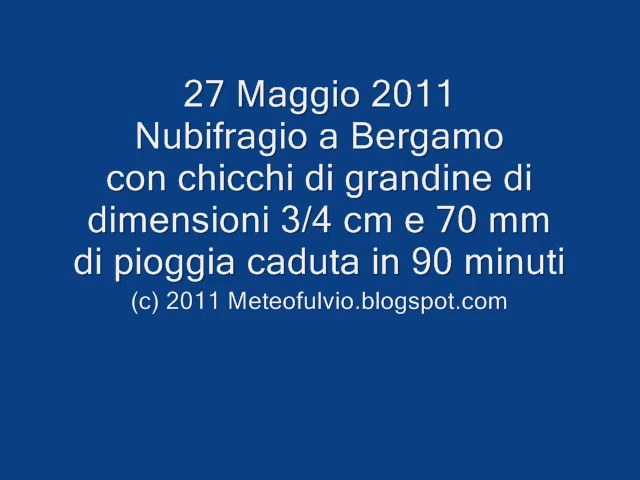 27 Maggio 2011
Nubifragio a Bergamo
con chicchi di grandine di
dimensioni 3/4 cm e 70 mm
di pioggia caduta in 90 minuti
(c) 2011 Meteofulvio.blogspot.com